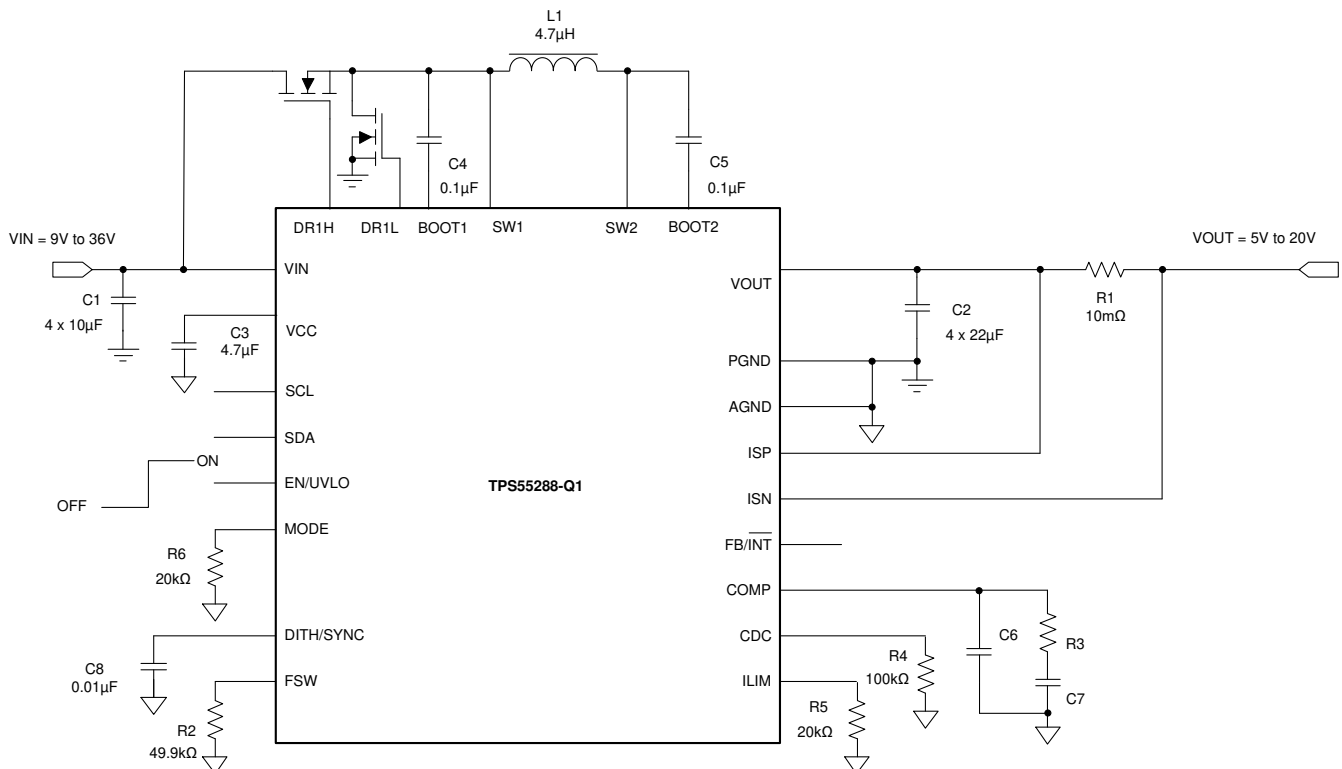 L1
4.7µH
C4
0.1µF
C5
0.1µF
DR1H
DR1L
BOOT1
SW1
SW2
BOOT2
VIN = 9V to 36V
VOUT = 5V to 20V
VIN
VOUT
C1
4 x 10µF
C2
4 x 22µF
R1
10mΩ
C3
4.7µF
VCC
PGND
SCL
AGND
SDA
ISP
ON
OFF
EN/UVLO
TPS55288-Q1
ISN
MODE
FB/INT
R6
20kΩ
COMP
DITH/SYNC
CDC
C6
R3
C8
0.01µF
FSW
ILIM
R4
100kΩ
C7
R2
49.9kΩ
R5
20kΩ